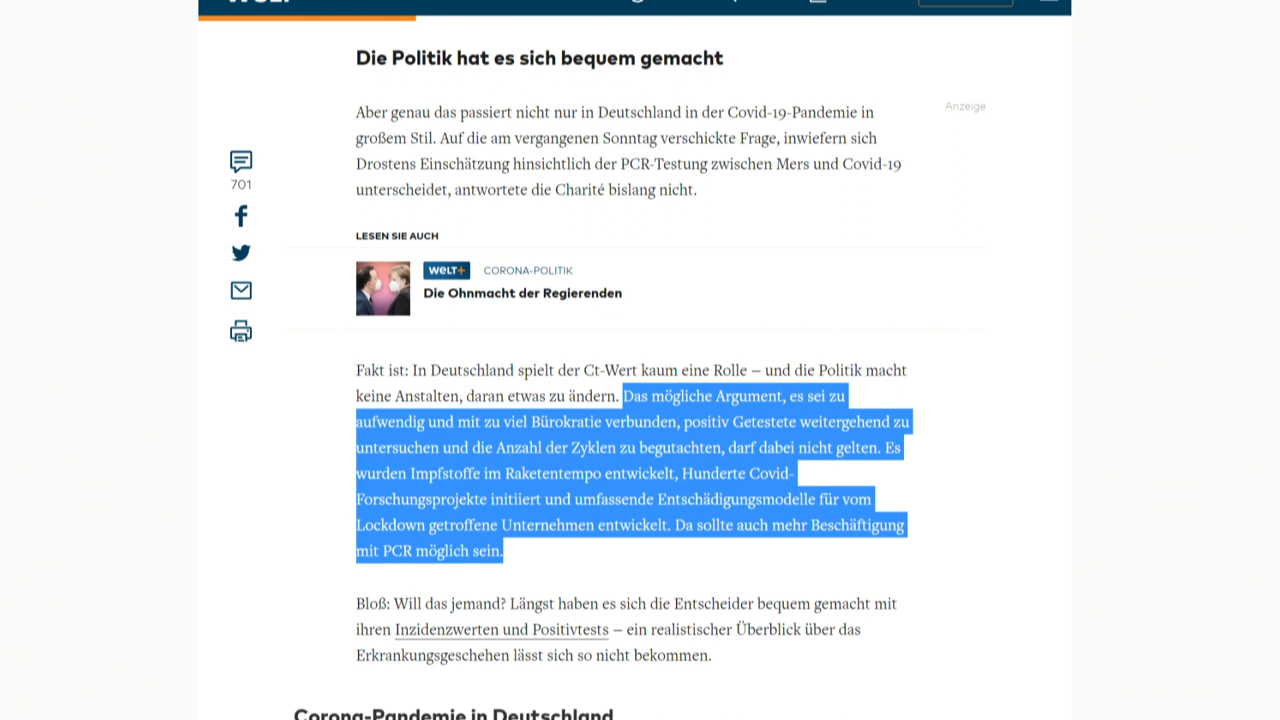 Die Politik hat es sich bequem gemacht
Anzeige
Aber genau das passiert nicht nur in Deutschland in der Covid-19-Pandemie in
großem Stil. Auf die am vergangenen Sonntag verschickte Frage, inwiefern sich
Drostens Einschätzung hinsichtlich der PCR-Testung zwischen Mers und Covid-19
unterscheidet, antwortete die Charité bislang nicht.
701
LESEN SIE AUCH
WELT+ CORONA-POLITIK
Die Ohnmacht der Regierenden
Fakt ist: In Deutschland spielt der Ct-Wert kaum eine Rolle – und die Politik macht
keine Anstalten, daran etwas zu ändern. Das mögliche Argument, es sei zu
aufwendig und mit zu viel Bürokratie verbunden, positiv Getestete weitergehend zu
untersuchen und die Anzahl der Zyklen zu begutachten, darf dabei nicht gelten. Es
wurden Impfstoffe im Raketentempo entwickelt, Hunderte Covid-
Forschungsprojekte initiiert und umfassende Entschädigungsmodelle für vom
Lockdown getroffene Unternehmen entwickelt. Da sollte auch mehr Beschäftigung
mit PCR möglich sein.
Bloß: Will das jemand? Längst haben es sich die Entscheider bequem gemacht mit
ihren Inzidenzwerten und Positivtests – ein realistischer Überblick über das
Erkrankungsgeschehen lässt sich so nicht bekommen.
Corona-Pandemie in Deutschland